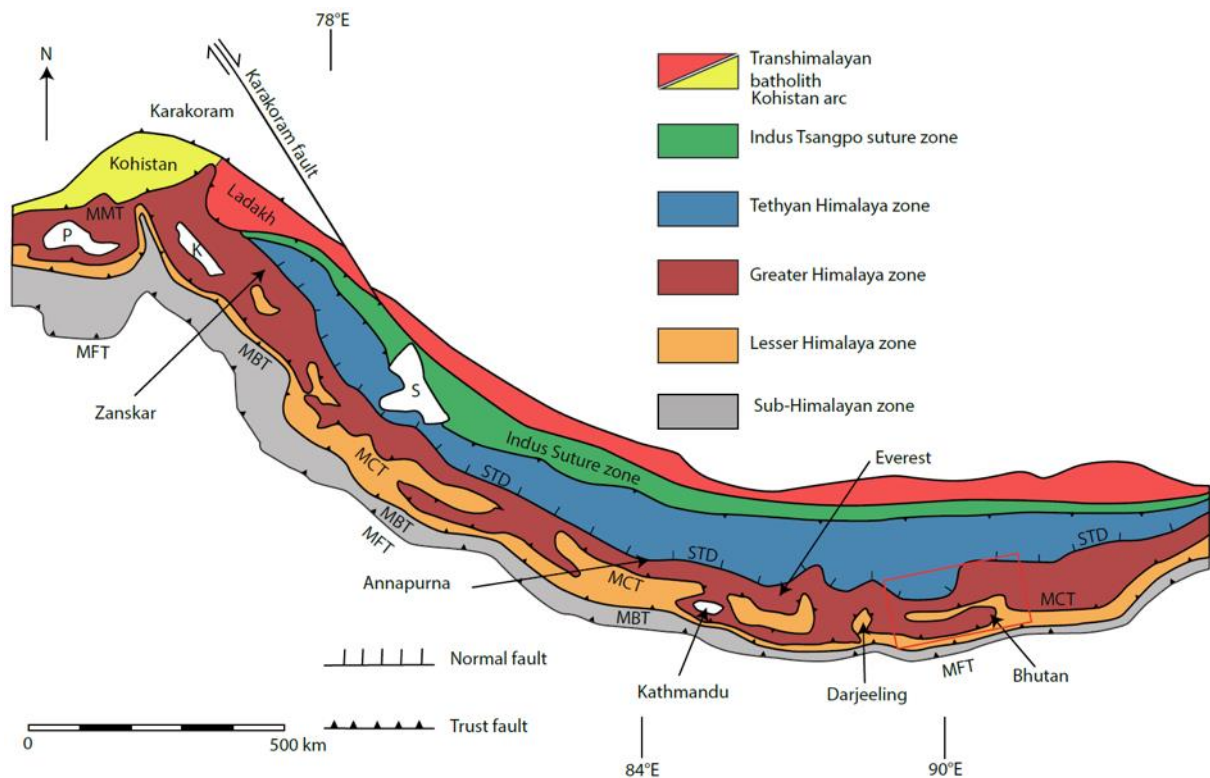 78°E
N
Karakoram
Karakoram fault
Kohistan
Ladakh
MMT
P
K
MFT
MBT
Zanskar
S
Indus Suture zone
Everest
MCT
STD
MBT
MFT
STD
STD
Annapurna
MCT
MBT
MCT
MFT
Kathmandu
Darjeeling
Bhutan
Transhimalayan
batholith
Kohistan arc
Indus Tsangpo suture zone
Tethyan Himalaya zone
Greater Himalaya zone
Lesser Himalaya zone
Sub-Himalayan zone
Normal fault
Trust fault
0
500 km
84°E
90°E